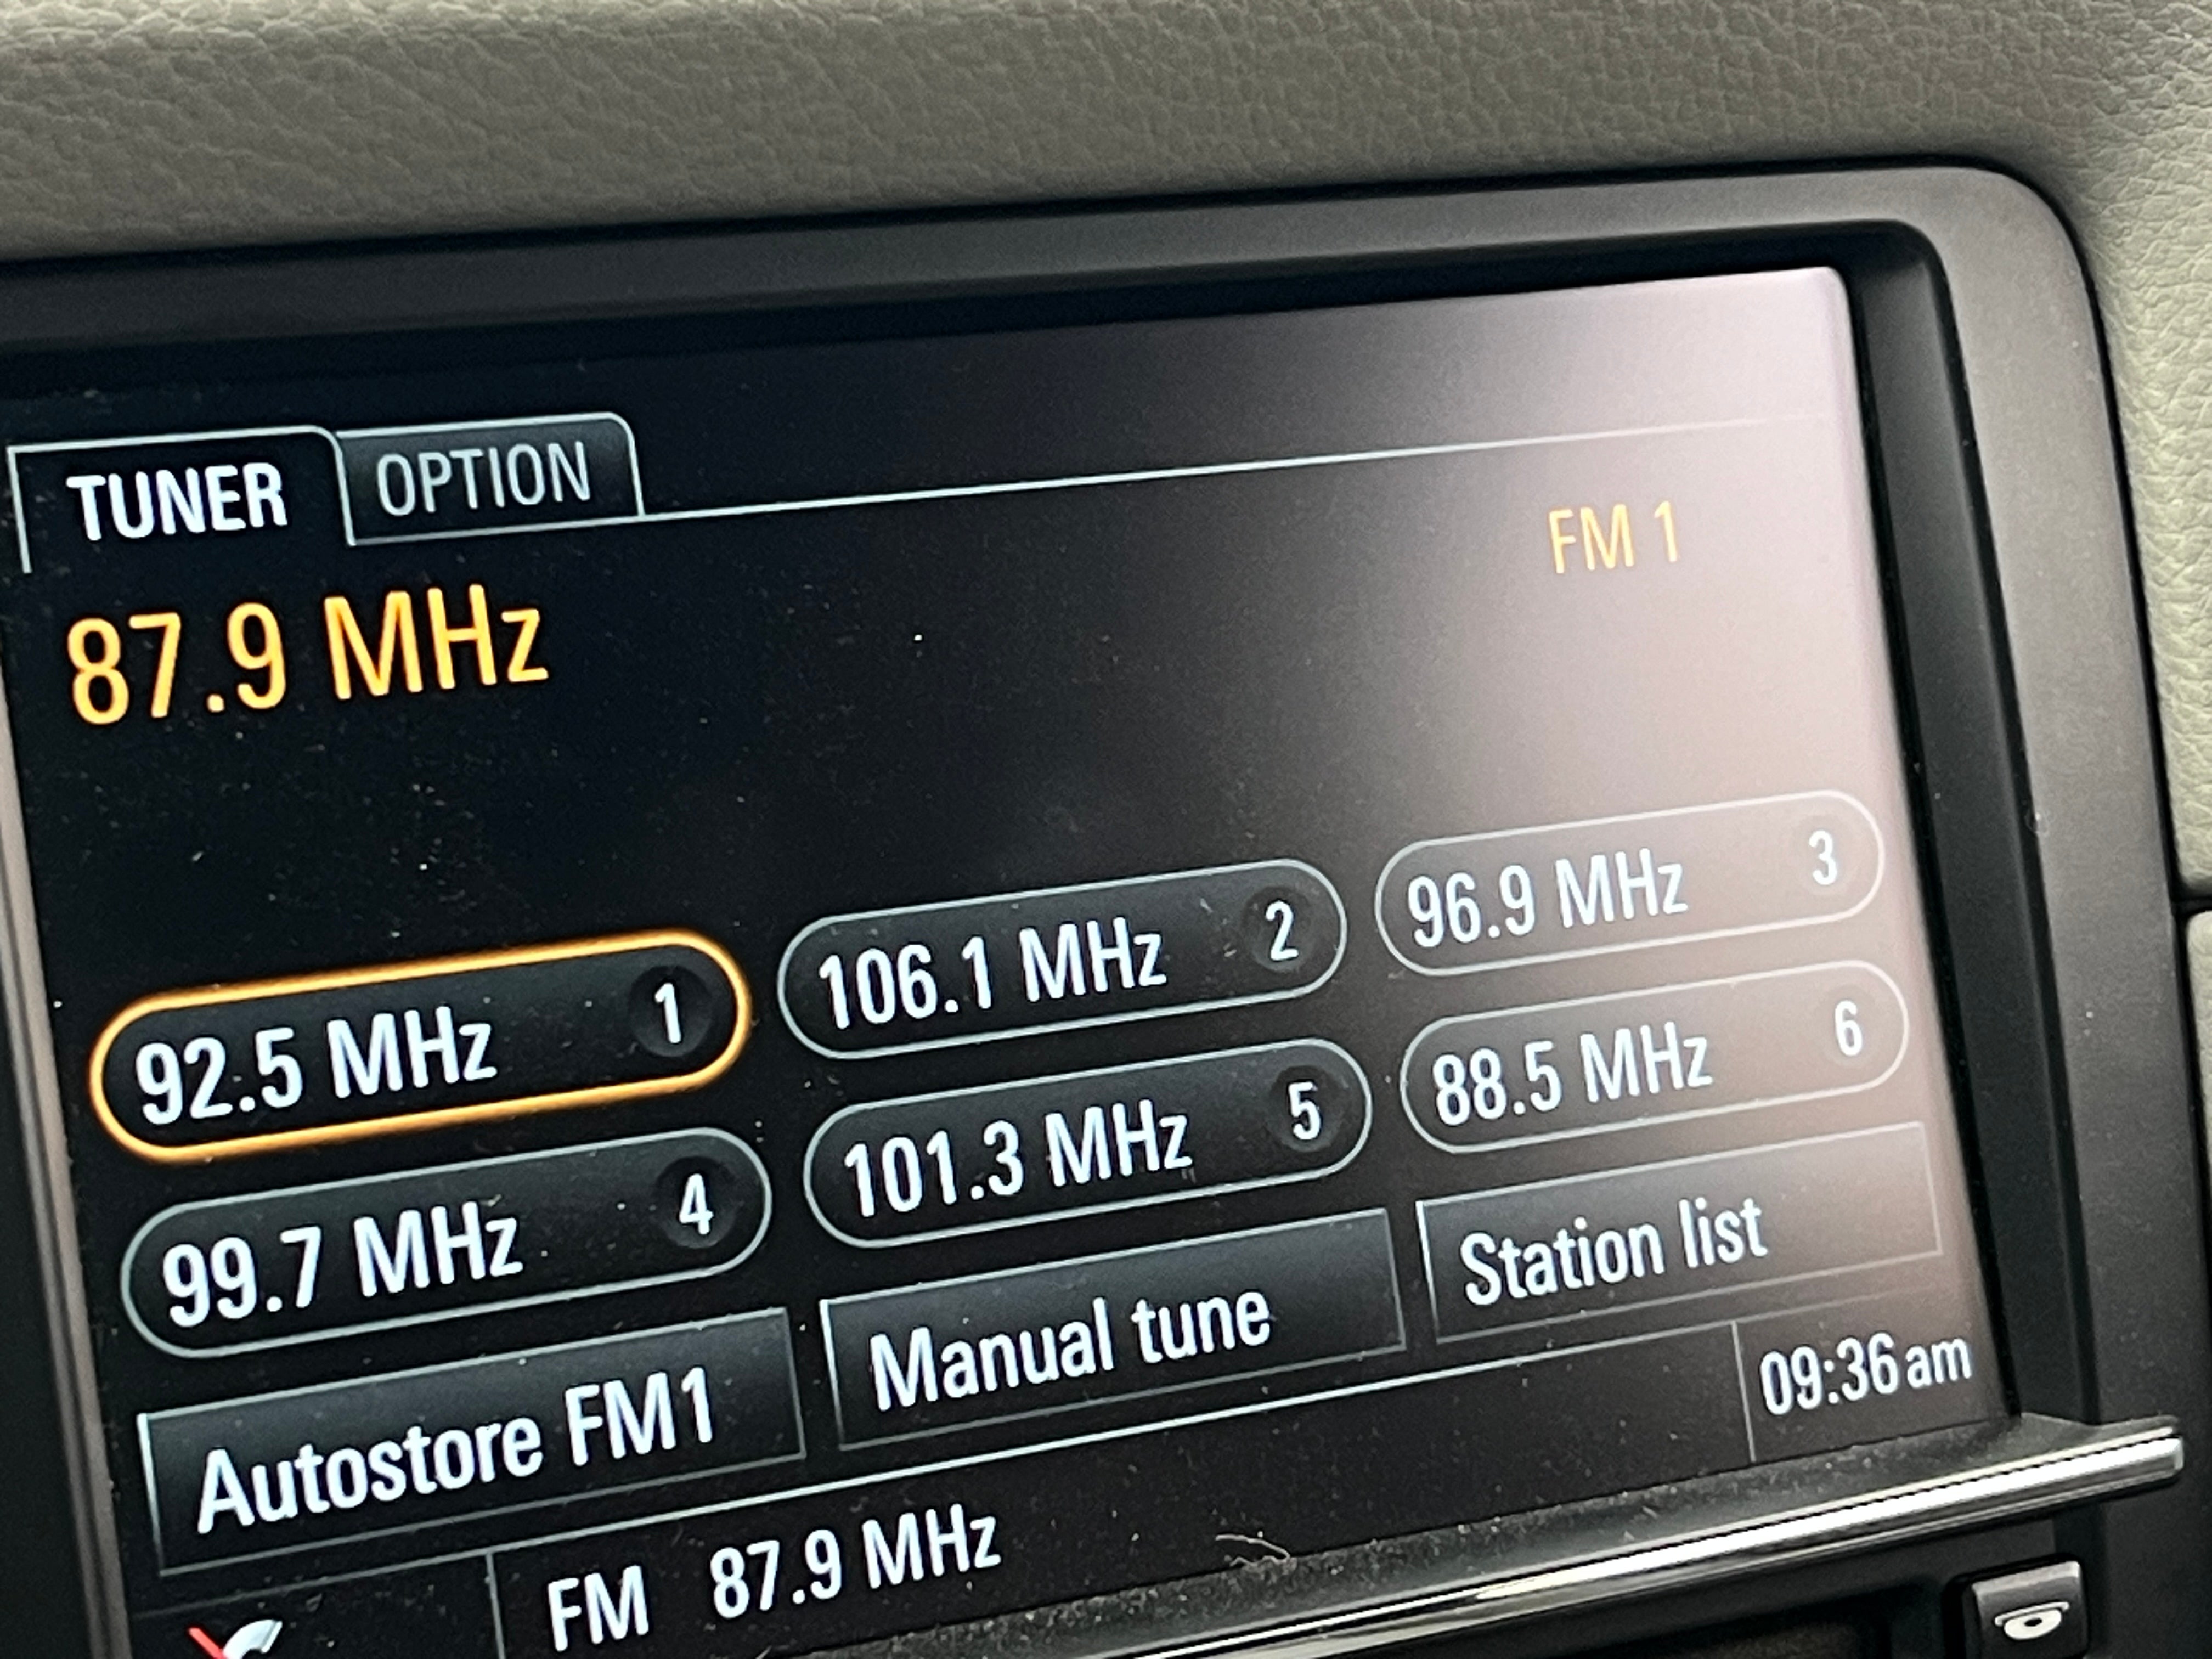 TUNER OPTION
FM 1
87.9 MHz
92.5 MHz 1 106.1 MHz 2 96.9 MHz 3
99.7 MHz 4 101.3 MHz 5 88.5 MHz 6
Autostore FM1 Manual tune Station list
FM 87.9 MHz 09:36 am